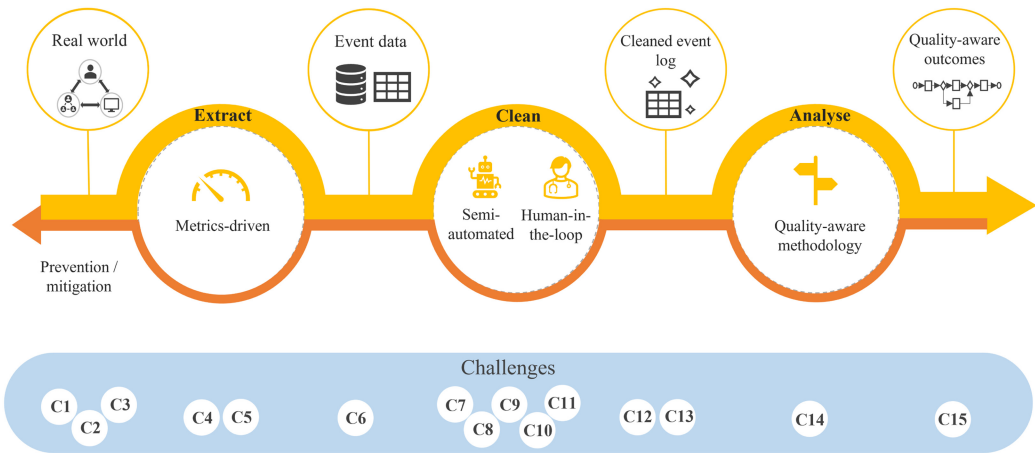 Real world
Event data
Cleaned event
log
Quality-aware
outcomes
Extract
Clean
Analyse
Metrics-driven
Semi-
automated
Human-in-
the-loop
Quality-aware
methodology
Prevention /
mitigation
Challenges
C1
C2
C3
C4
C5
C6
C7
C8
C9
C10
C11
C12
C13
C14
C15